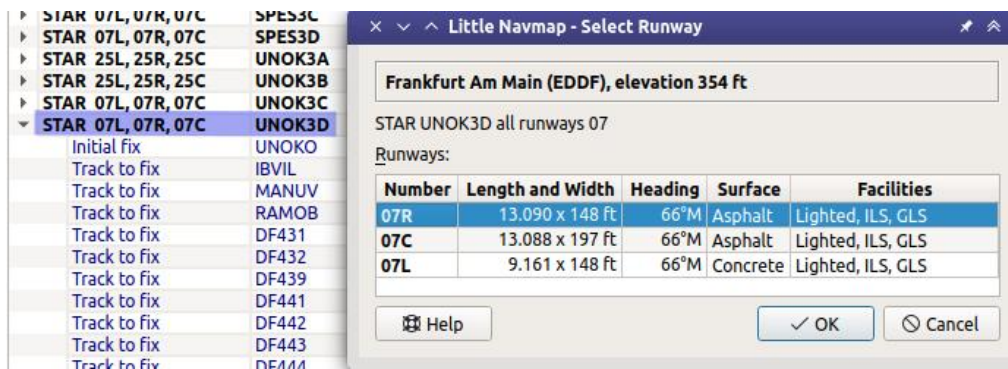 STAR 07L, 07R, 07C SPES3C
STAR 07L, 07R, 07C SPES3D
STAR 25L, 25R, 25C UNOK3A
STAR 25L, 25R, 25C UNOK3B
STAR 07L, 07R, 07C UNOK3C
STAR 07L, 07R, 07C UNOK3D
Initial fix UNOKO
Track to fix IBVIL
Track to fix MANUV
Track to fix RAMOB
Track to fix DF431
Track to fix DF432
Track to fix DF439
Track to fix DF441
Track to fix DF442
Track to fix DF443
Track to fix DF444
Little Navmap - Select Runway
Frankfurt Am Main (EDDF), elevation 354 ft
STAR UNOK3D all runways 07
Runways:
Number Length and Width Heading Surface Facilities
07R 13.090 x 148 ft 66°M Asphalt Lighted, ILS, GLS
07C 13.088 x 197 ft 66°M Asphalt Lighted, ILS, GLS
07L 9.161 x 148 ft 66°M Concrete Lighted, ILS, GLS
Help OK Cancel